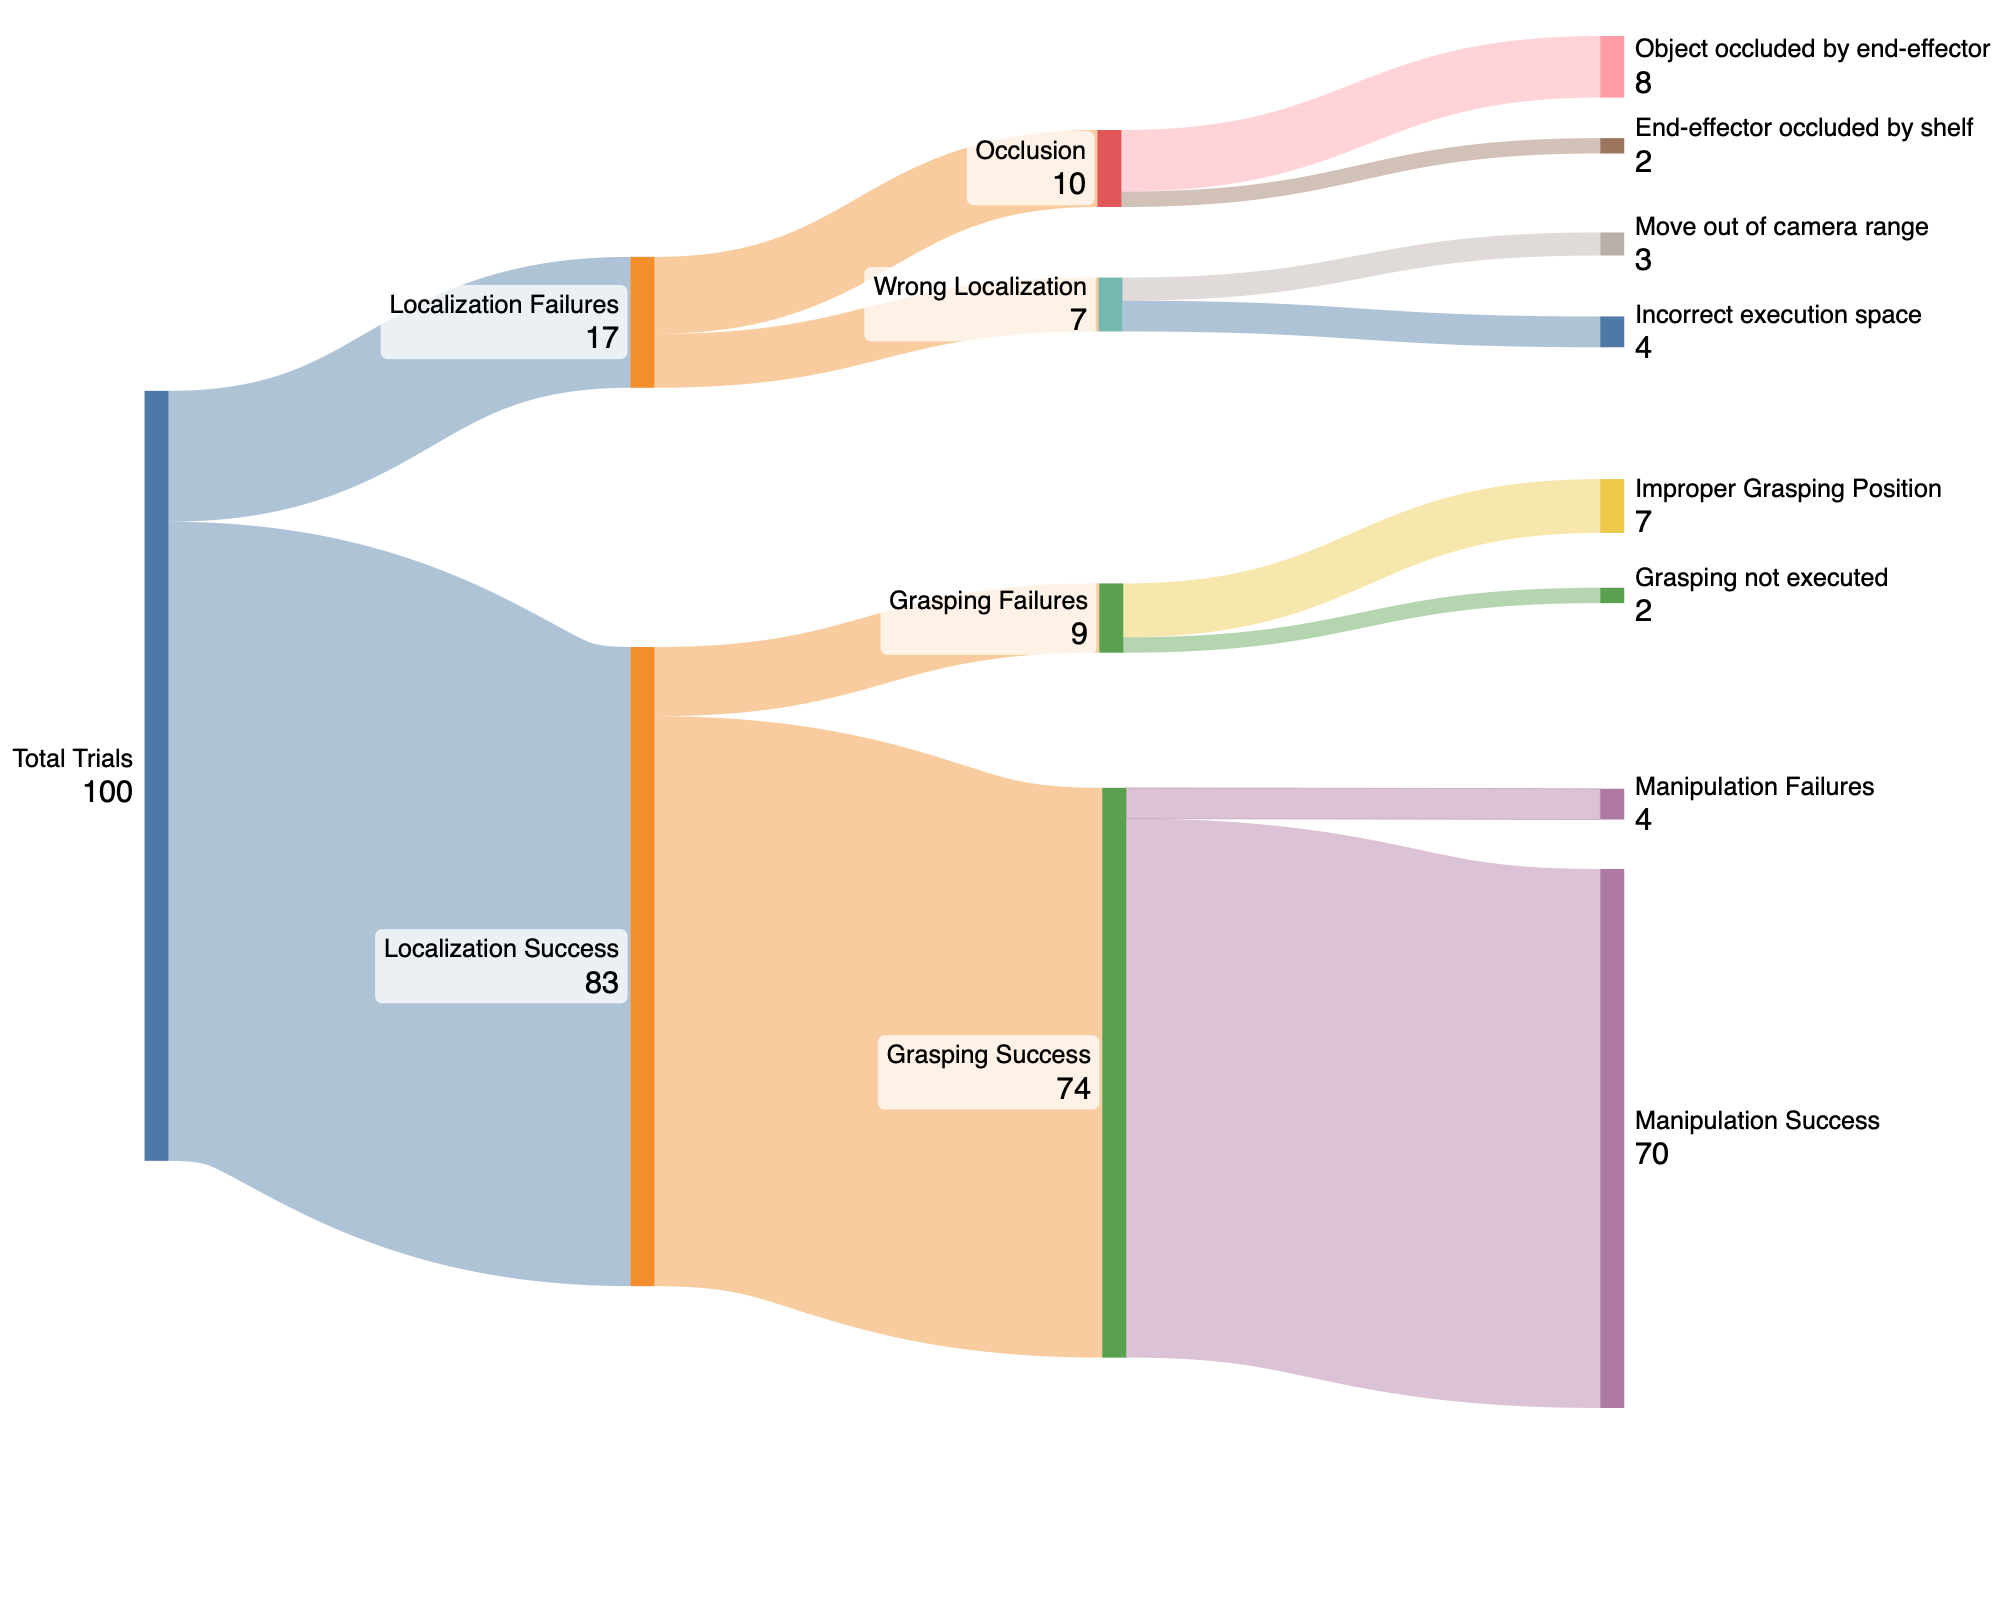 Object occluded by end-effector
8
End-effector occluded by shelf
2
Occlusion
10
Move out of camera range
3
Wrong Localization
7
Localization Failures
17
Incorrect execution space
4
Improper Grasping Position
7
Grasping not executed
2
Grasping Failures
9
Total Trials
100
Manipulation Failures
4
Localization Success
83
Grasping Success
74
Manipulation Success
70